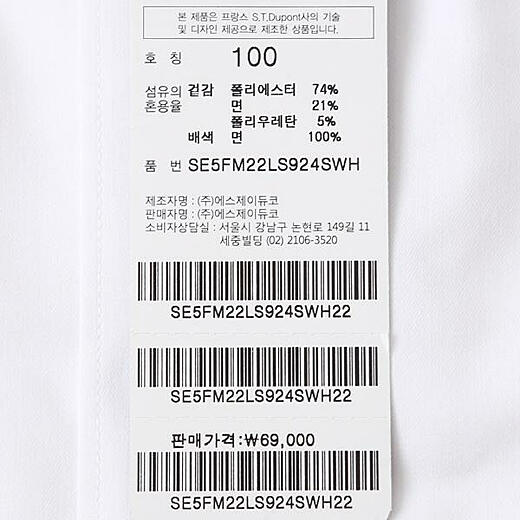 본 제품은 프랑스 S,T,Dupont사의 기술
및 디자인 제공으로 제조한 상품입니다.
호 칭 100
섬유의 겉감 폴리에스터 74%
혼용율 면 21%
폴리우레탄 5%
배색 면 100%
품 번 SE5FM22LS924SWH
제조자명 : (주)에스제이듀코
판매자명 : (주)에스제이듀코
소비자상담실 : 서울시 강남구 논현로 149길 11
세중빌딩 (02) 2106-3520
SE5FM22LS924SWH22
SE5FM22LS924SWH22
판매가격:₩69,000
SE5FM22LS924SWH22